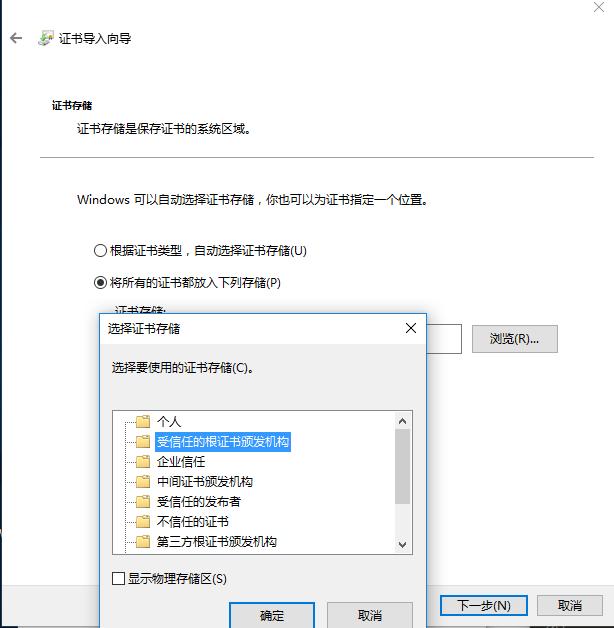 证书导入向导
证书存储
证书存储是保存证书的系统区域。
Windows 可以自动选择证书存储，你也可以为证书指定一个位置。
根据证书类型，自动选择证书存储(U)
将所有的证书都放入下列存储(P)
证书存储:
浏览(R)...
选择证书存储
选择要使用的证书存储(C)。
个人
受信任的根证书颁发机构
企业信任
中间证书颁发机构
受信任的发布者
不信任的证书
第三方根证书颁发机构
显示物理存储区(S)
确定
取消
下一步(N)
取消